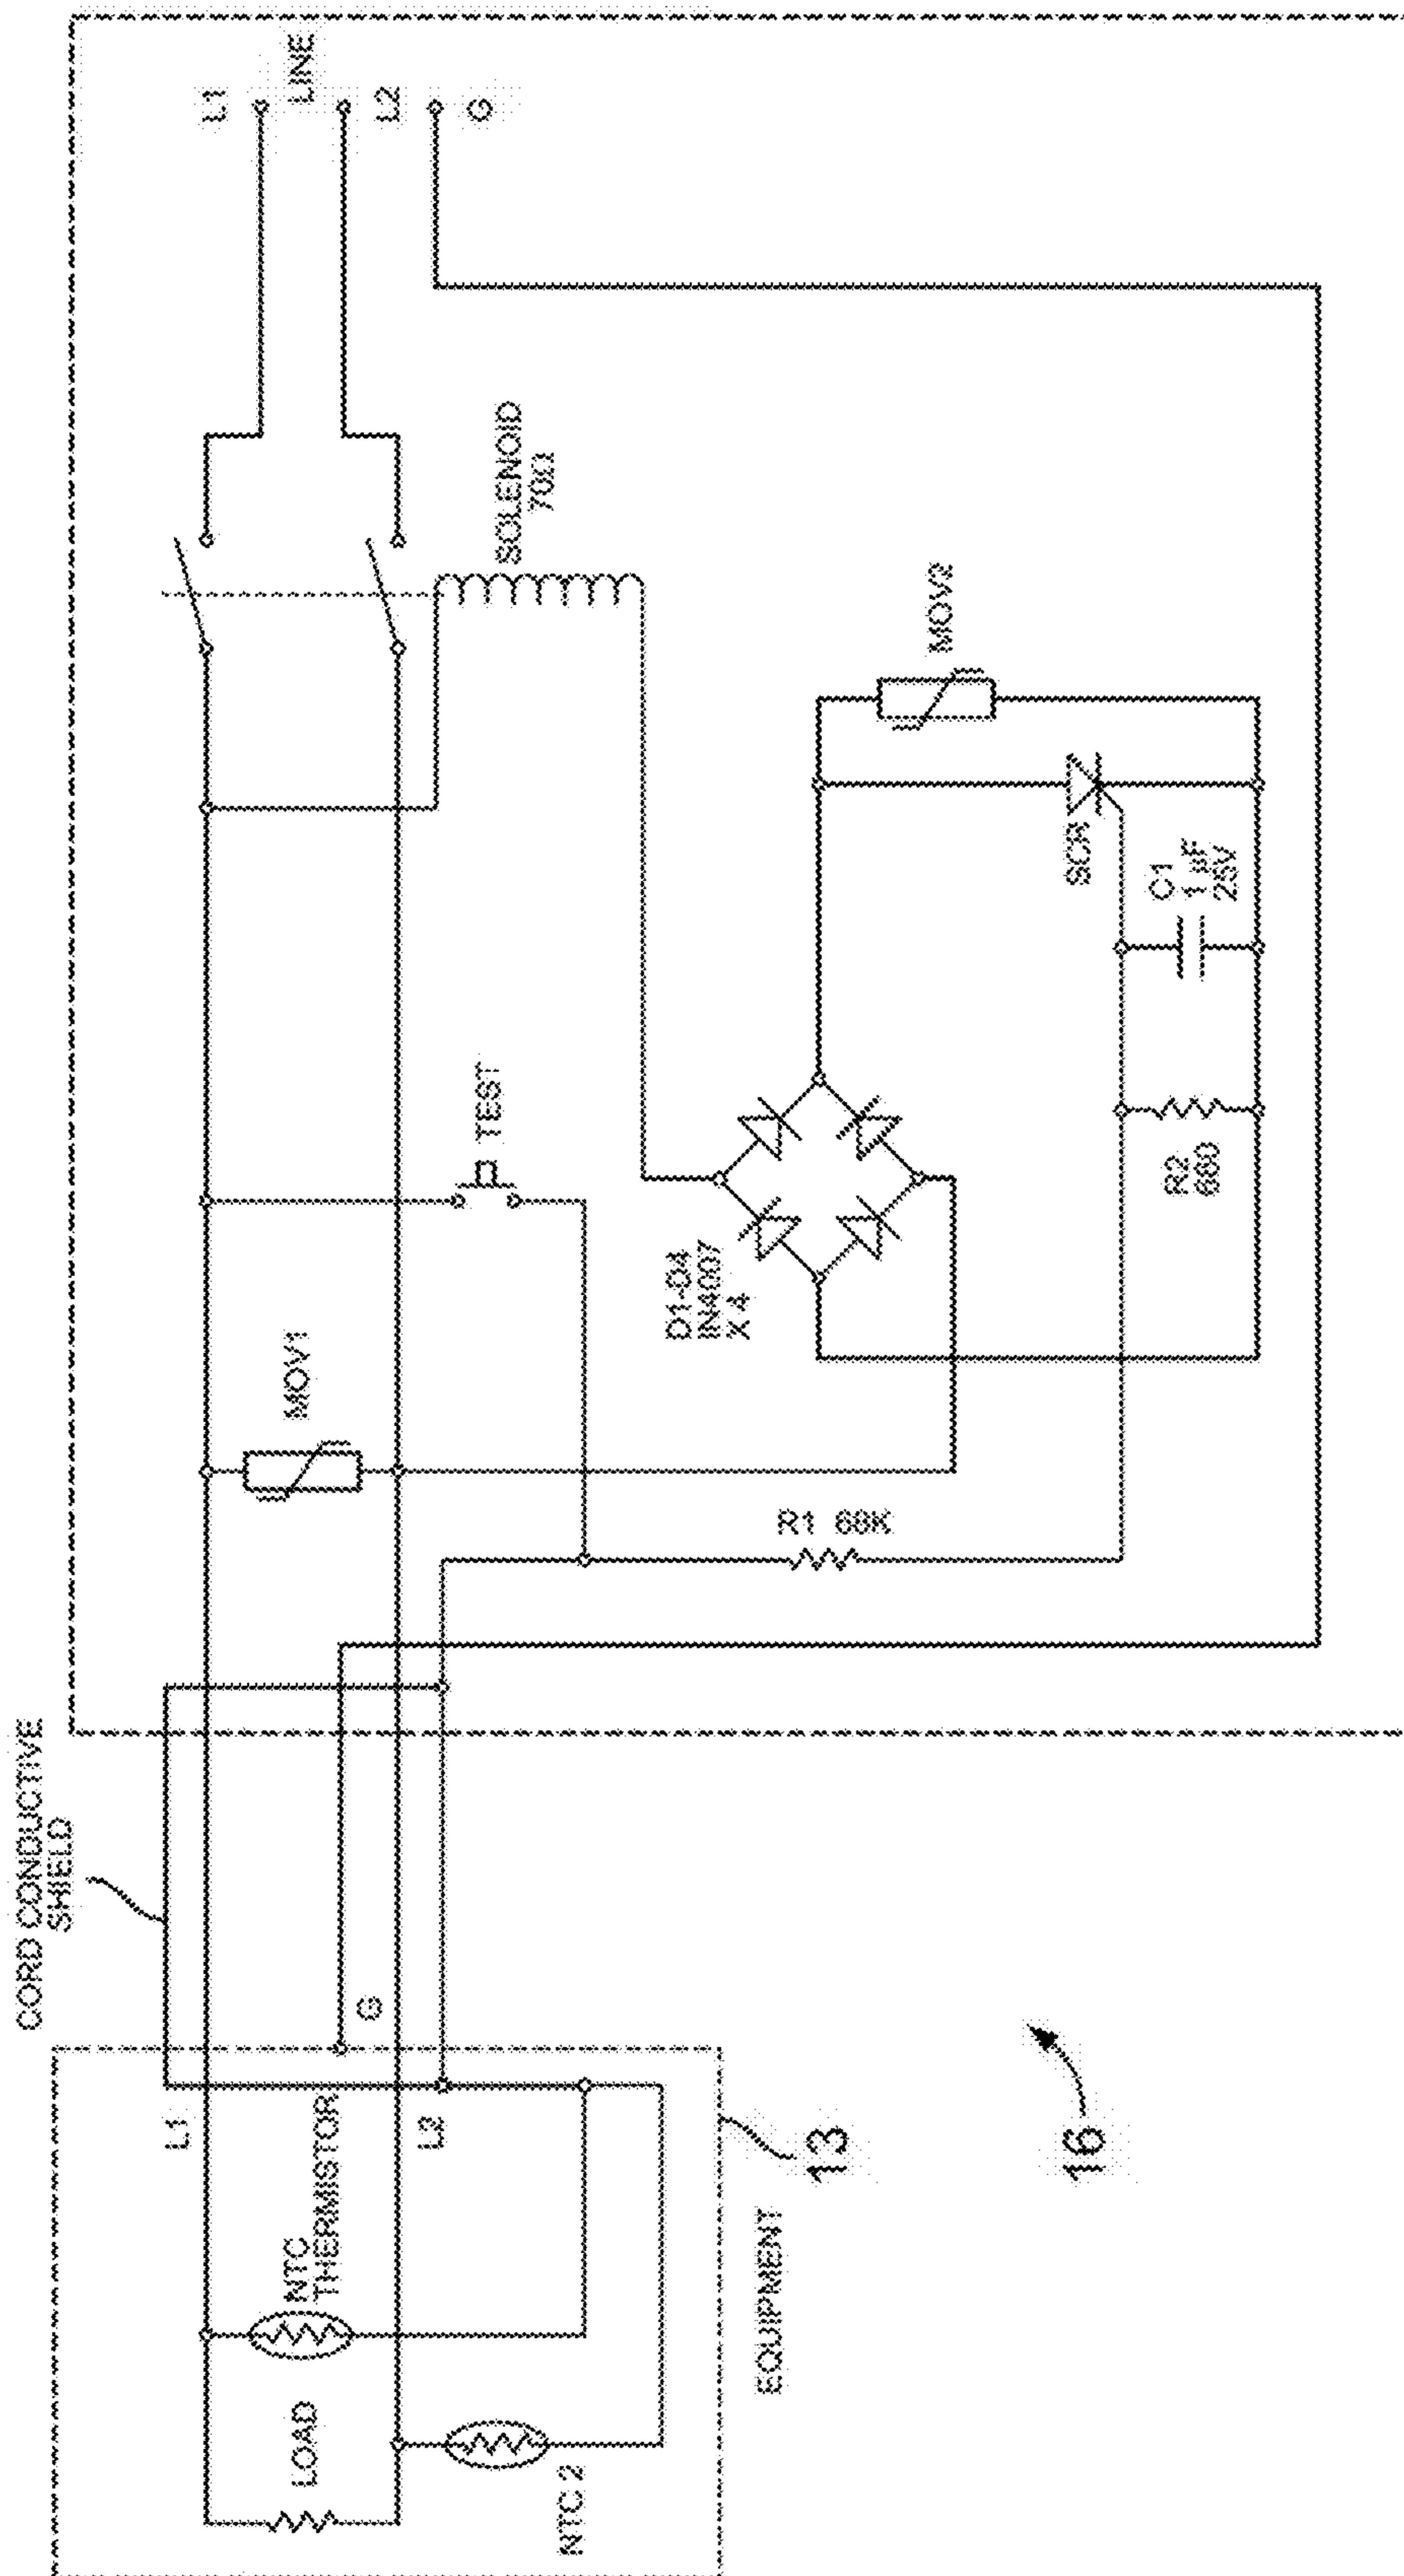 L1
LINE
L2
G
SOLENOID
70Ω
MOV2
SCR
C1
1 µF
25V
R2
680
TEST
D1-D4
IN4007
X 4
MOV1
R1 68K
CORD CONDUCTIVE
SHIELD
G
L1
L2
NTC
THERMISTOR
LOAD
NTC 2
EQUIPMENT
13
16